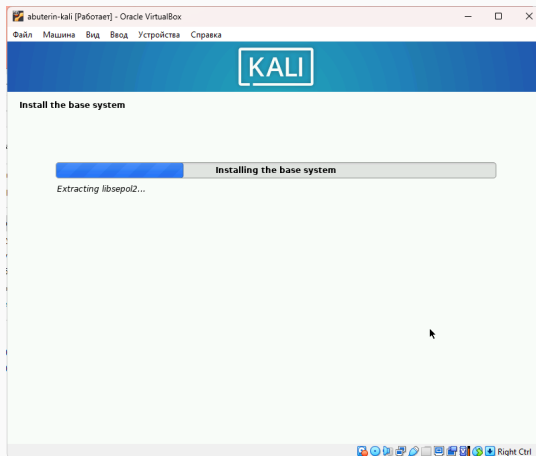 abuterin-kali [Работает] - Oracle VirtualBox
Файл Машина Вид Ввод Устройства Справка
KALI
Install the base system
Installing the base system
Extracting libsepol2...
Right Ctrl